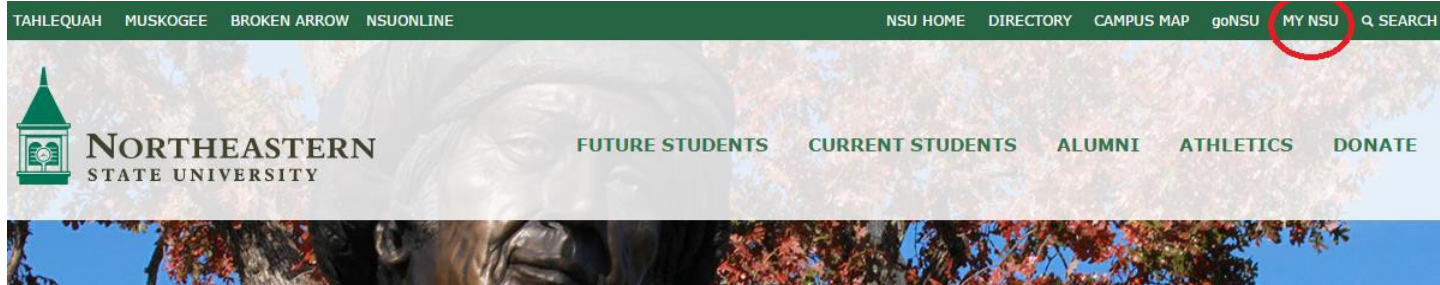 TAHLEQUAH MUSKOGEE BROKEN ARROW NSUONLINE NSU HOME DIRECTORY CAMPUS MAP goNSU MY NSU SEARCH
NORTHEASTERN
STATE UNIVERSITY
FUTURE STUDENTS CURRENT STUDENTS ALUMNI ATHLETICS DONATE